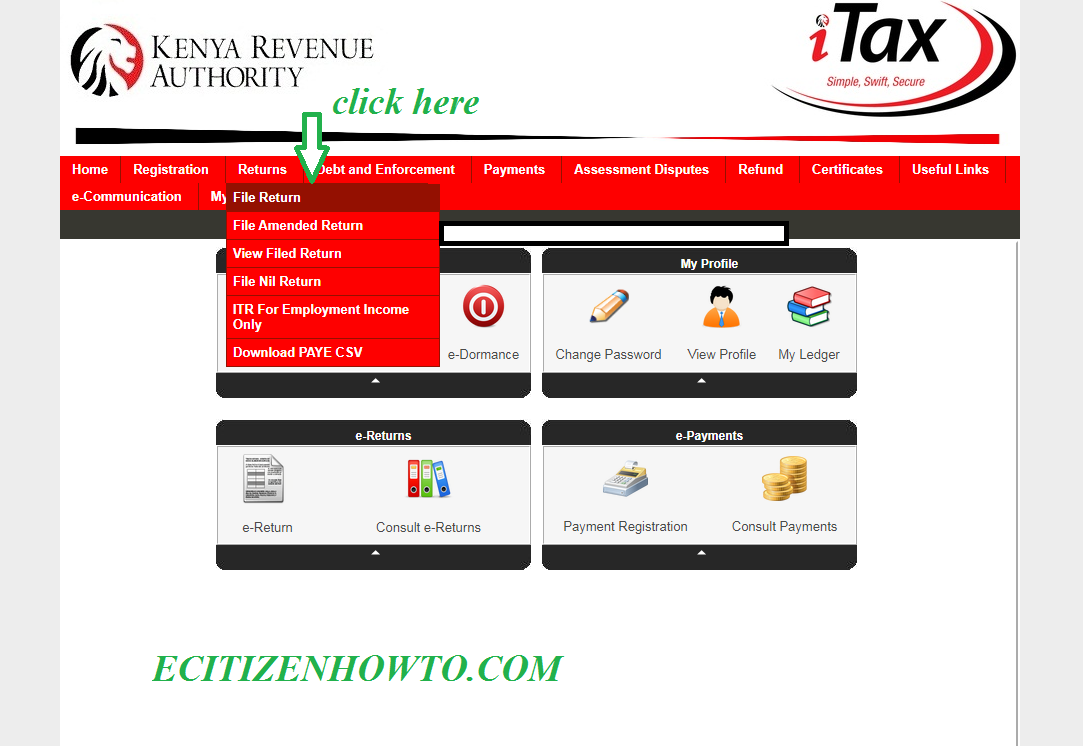 KENYA REVENUE
AUTHORITY
iTax
Simple, Swift, Secure
click here
Home Registration Returns Debt and Enforcement Payments Assessment Disputes Refund Certificates Useful Links
e-Communication My
File Return
File Amended Return
View Filed Return
File Nil Return
ITR For Employment Income
Only
Download PAYE CSV
e-Dormance
My Profile
Change Password View Profile My Ledger
e-Returns
e-Return Consult e-Returns
e-Payments
Payment Registration Consult Payments
ECITIZENHOWTO.COM